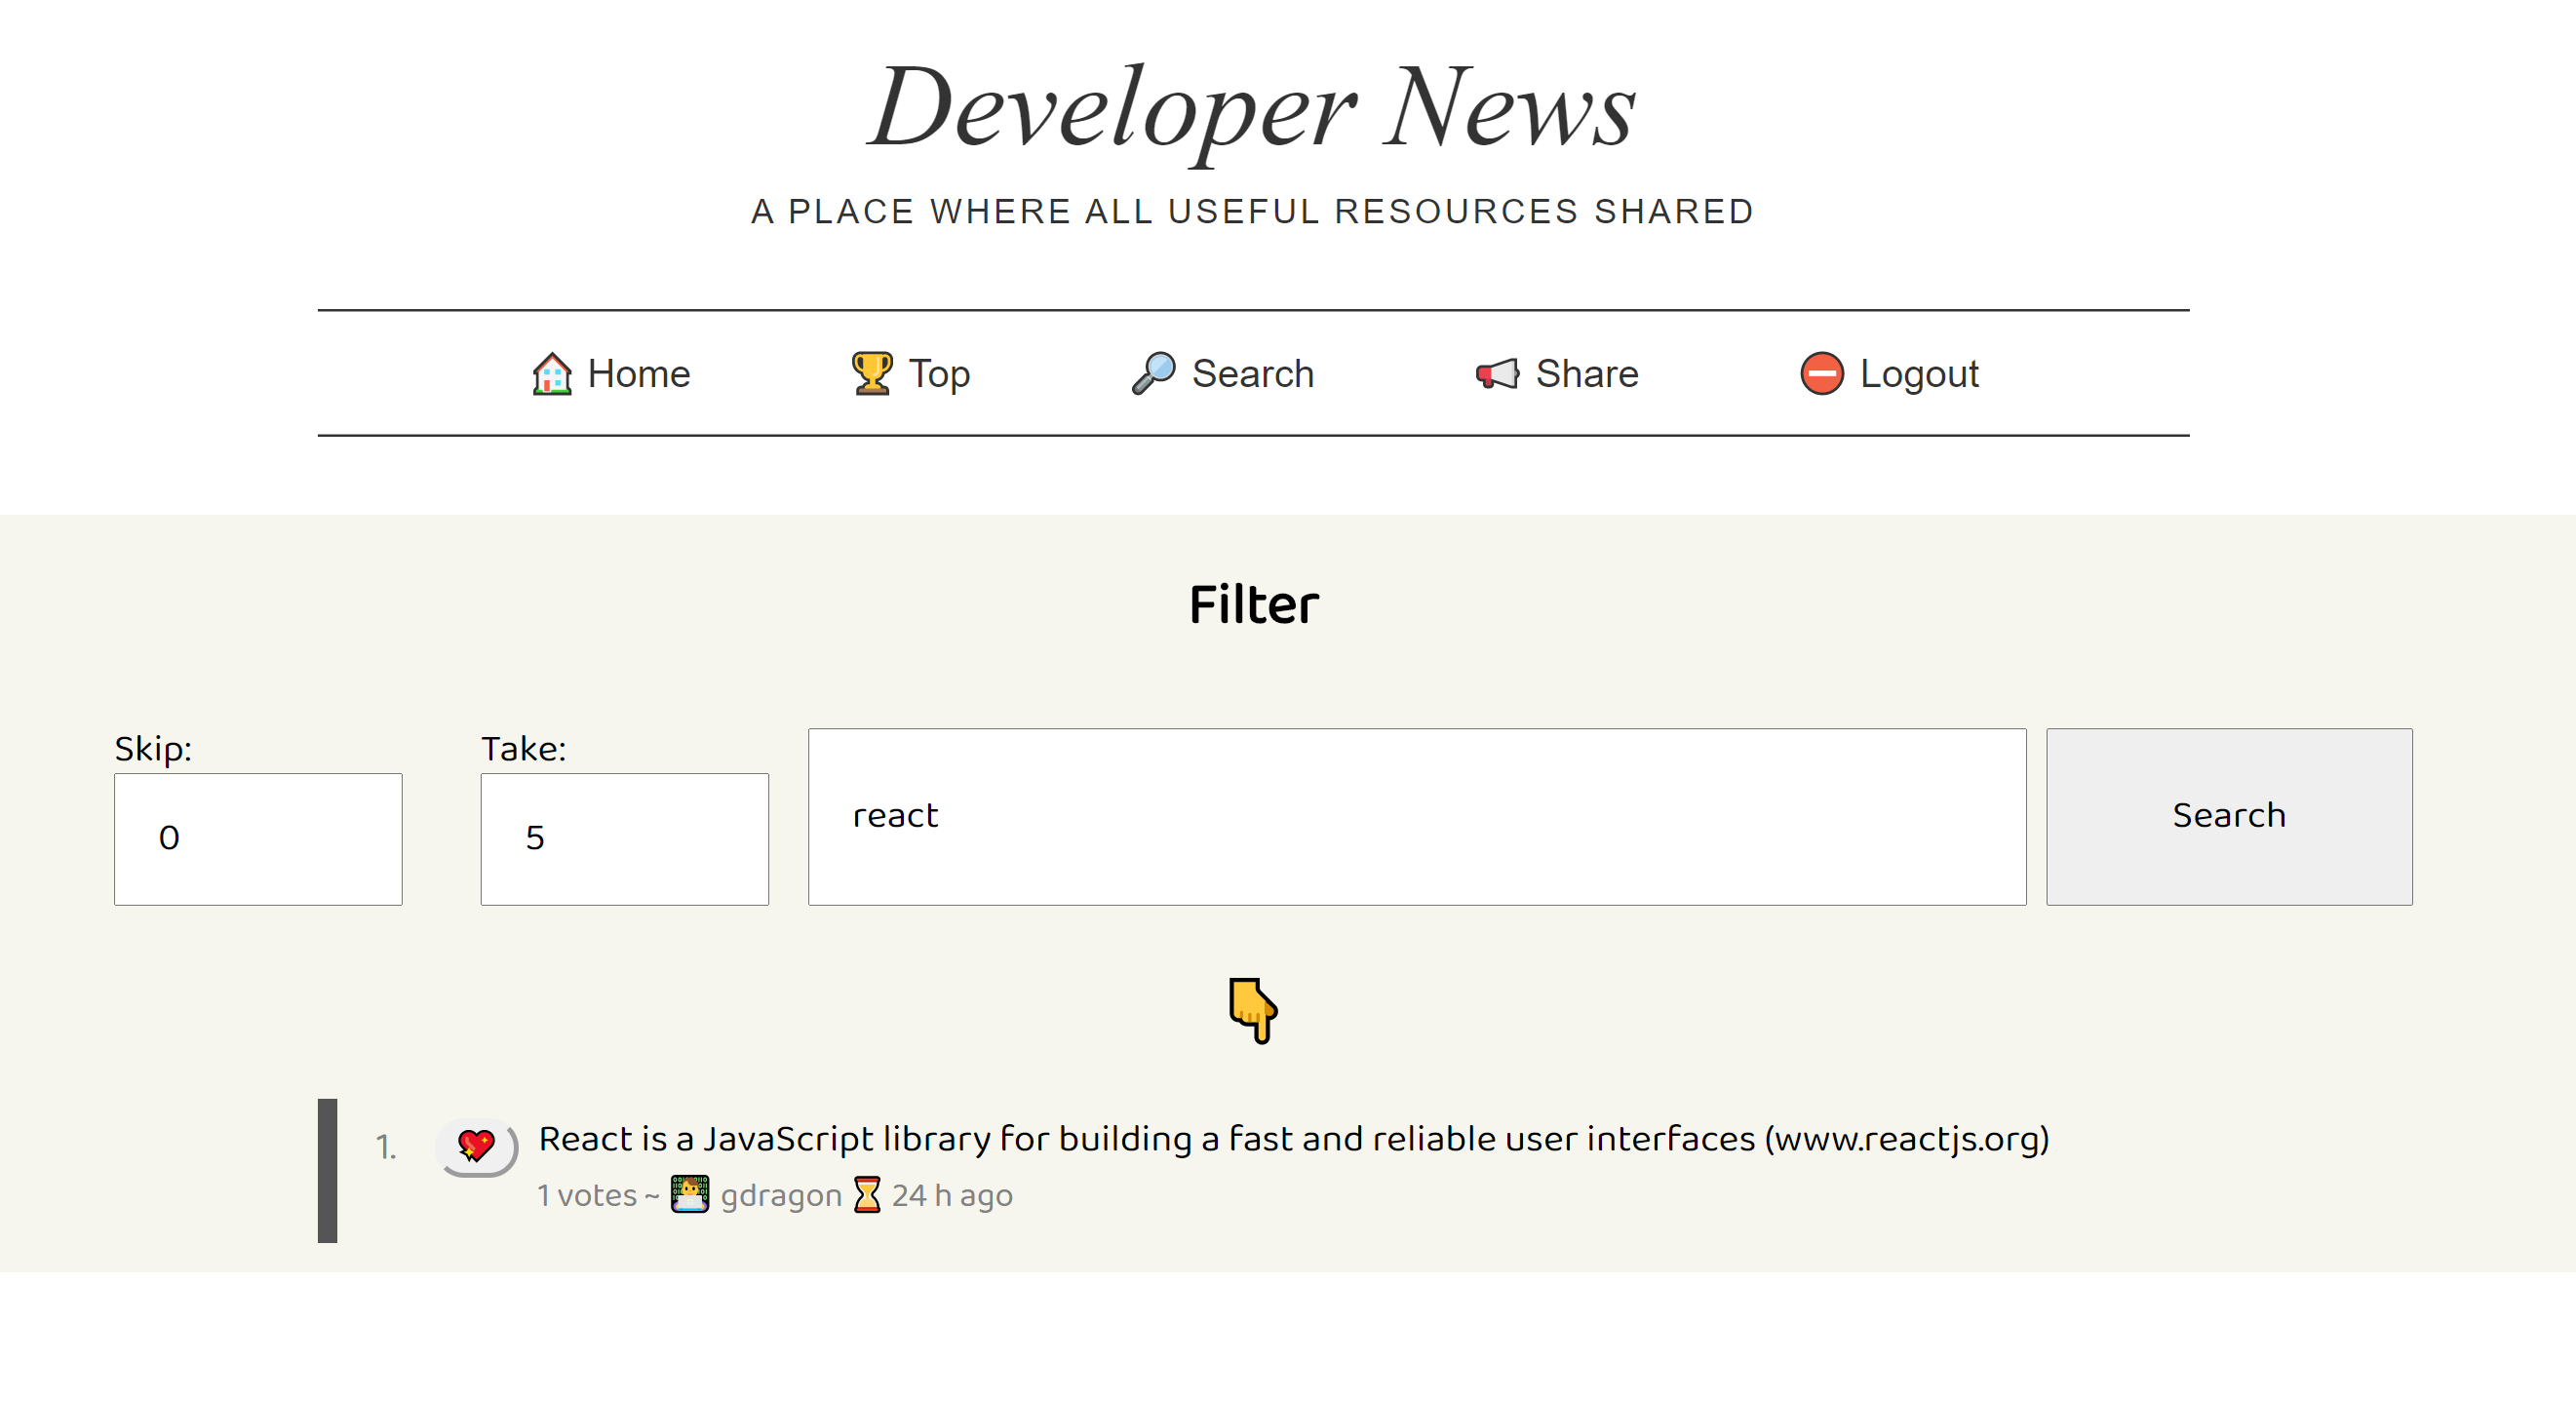 Developer News
A PLACE WHERE ALL USEFUL RESOURCES SHARED
Home Top Search Share Logout
Filter
Skip: Take:
0 5 react Search
1. React is a JavaScript library for building a fast and reliable user interfaces (www.reactjs.org)
1 votes ~ gdragon 24 h ago